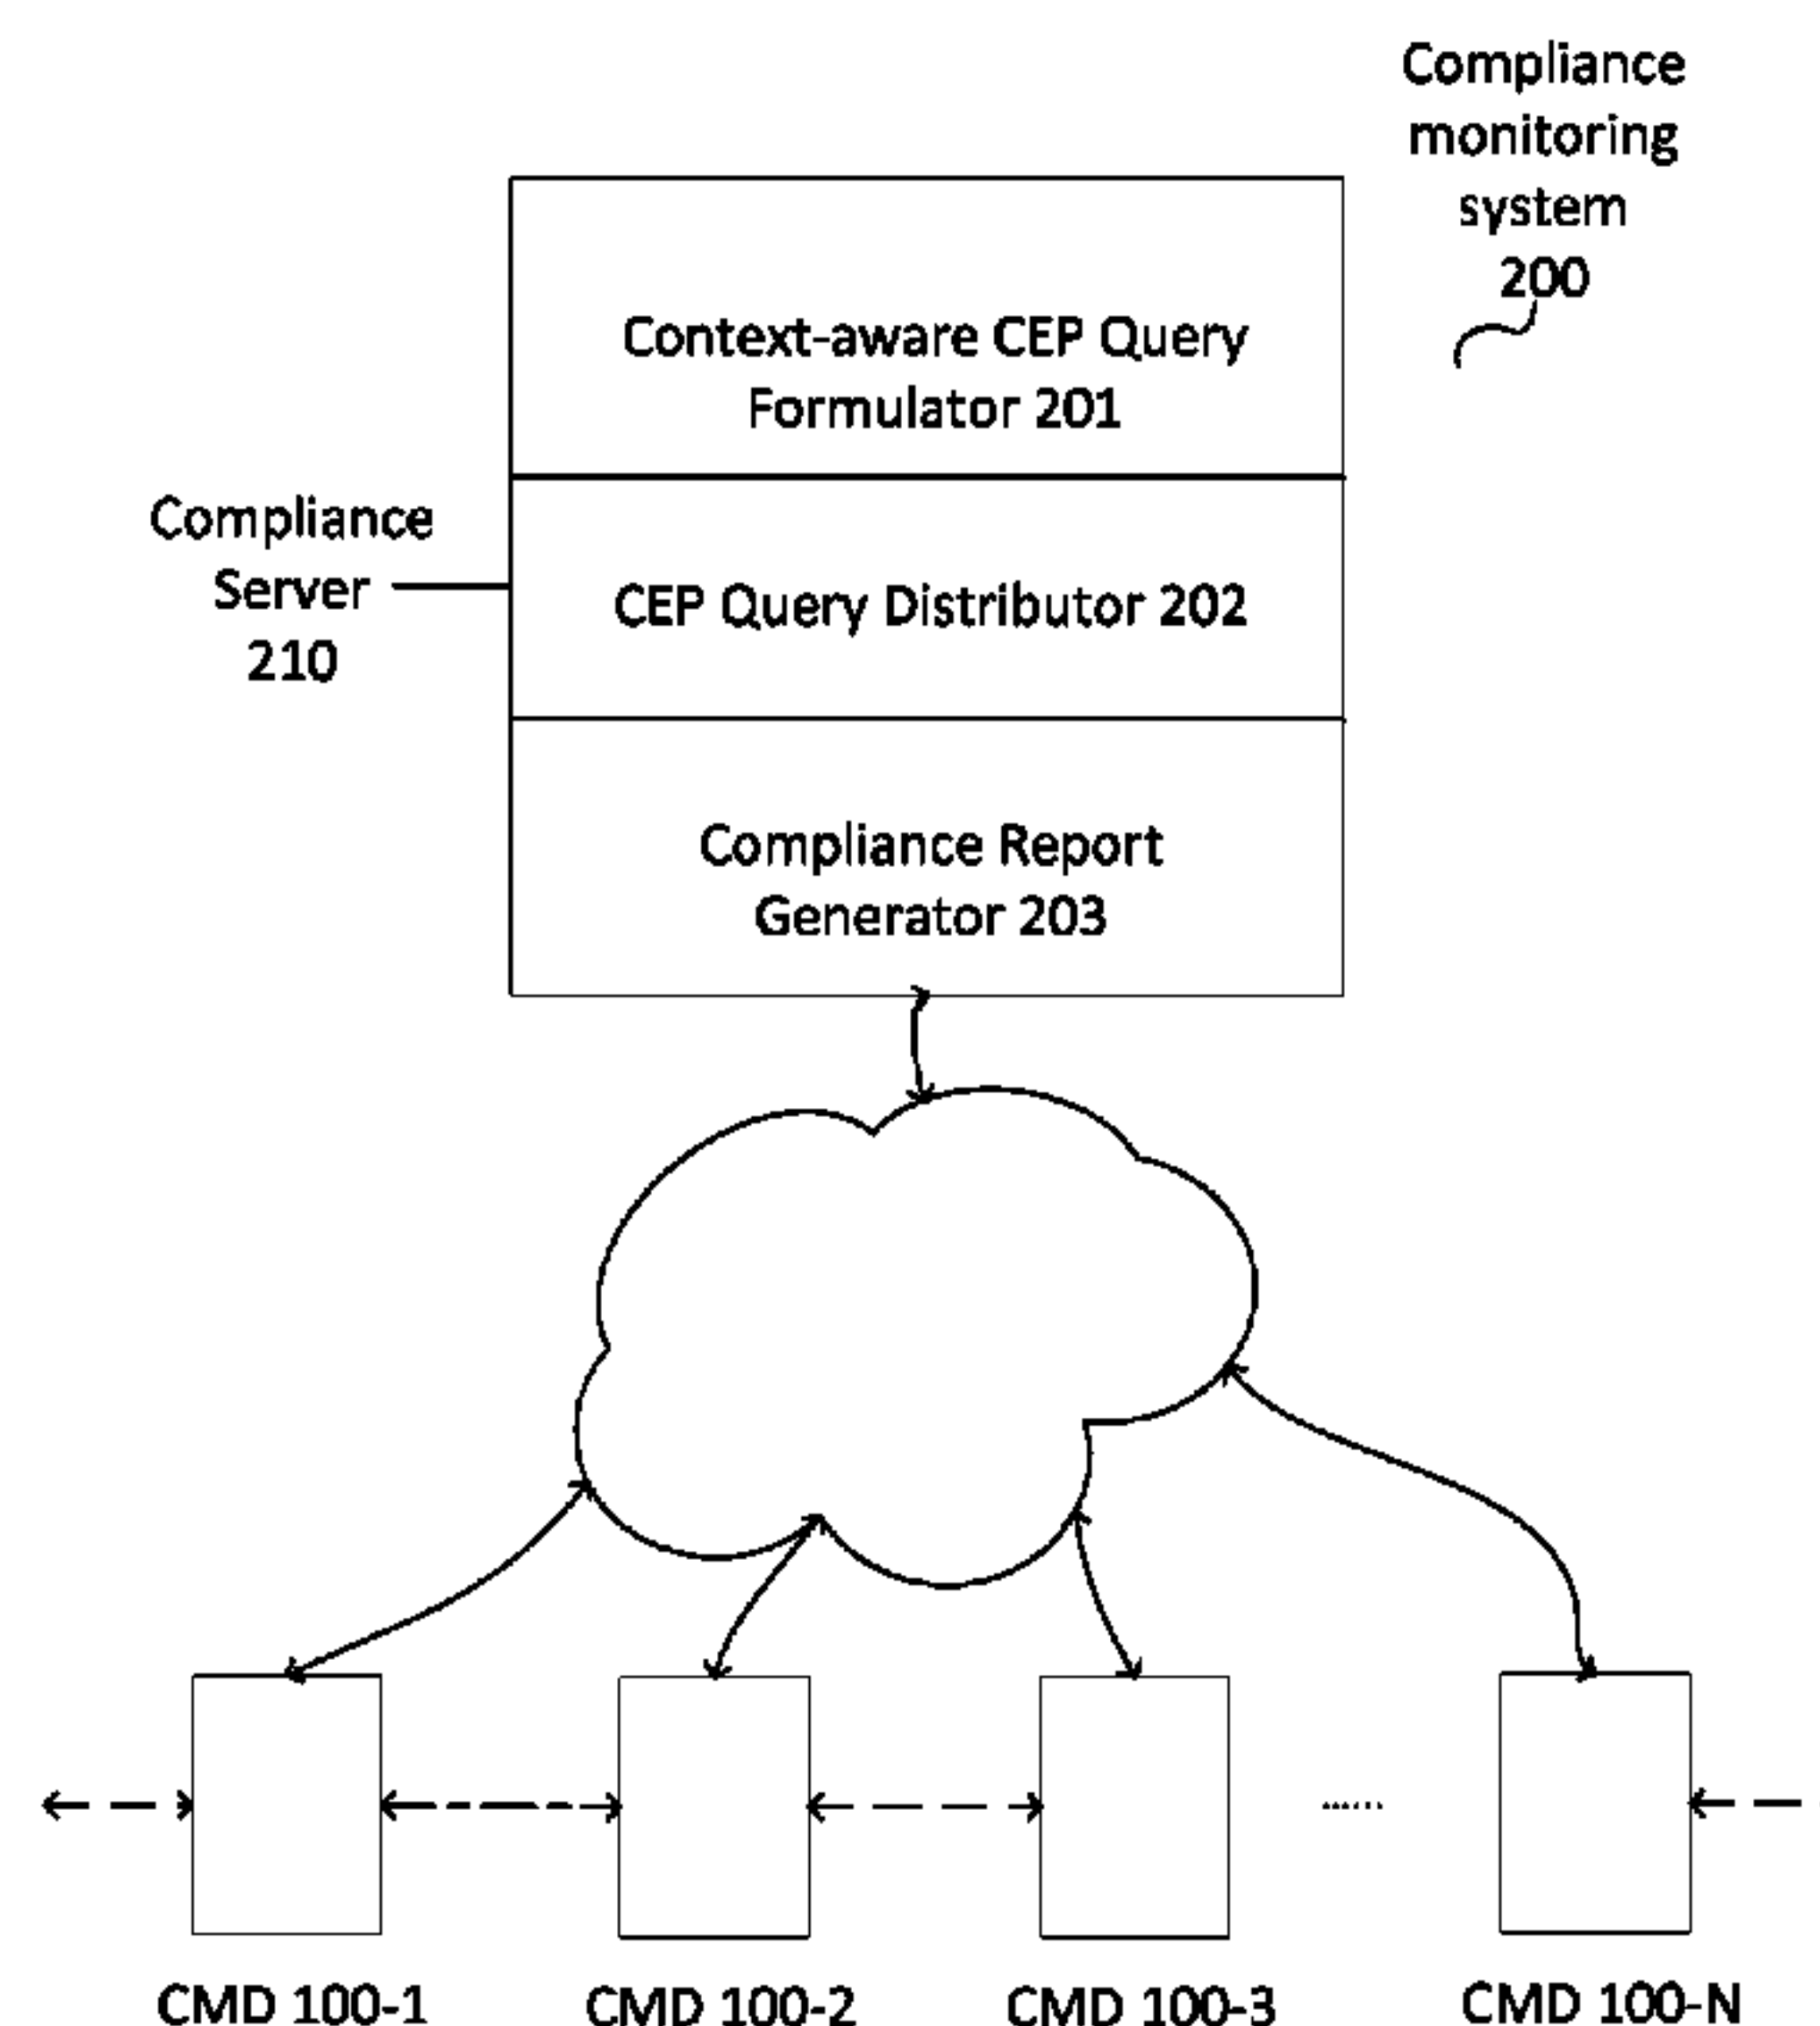 Compliance
monitoring
system
200
Context-aware CEP Query
Formulator 201
Compliance
Server
210
CEP Query Distributor 202
Compliance Report
Generator 203
......
CMD 100-1
CMD 100-2
CMD 100-3
CMD 100-N